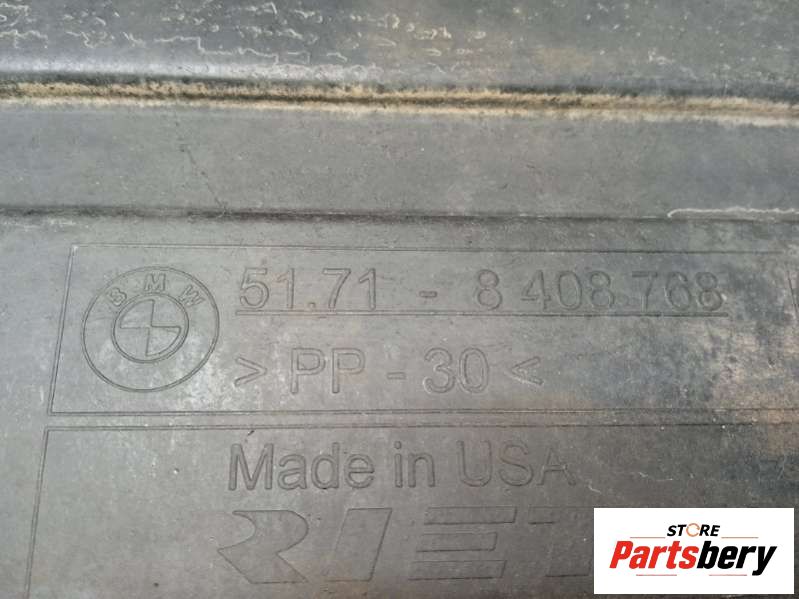 BMW
51.71 - 8 408 768
> PP - 30 <
Made in USA
STORE
Partsbery